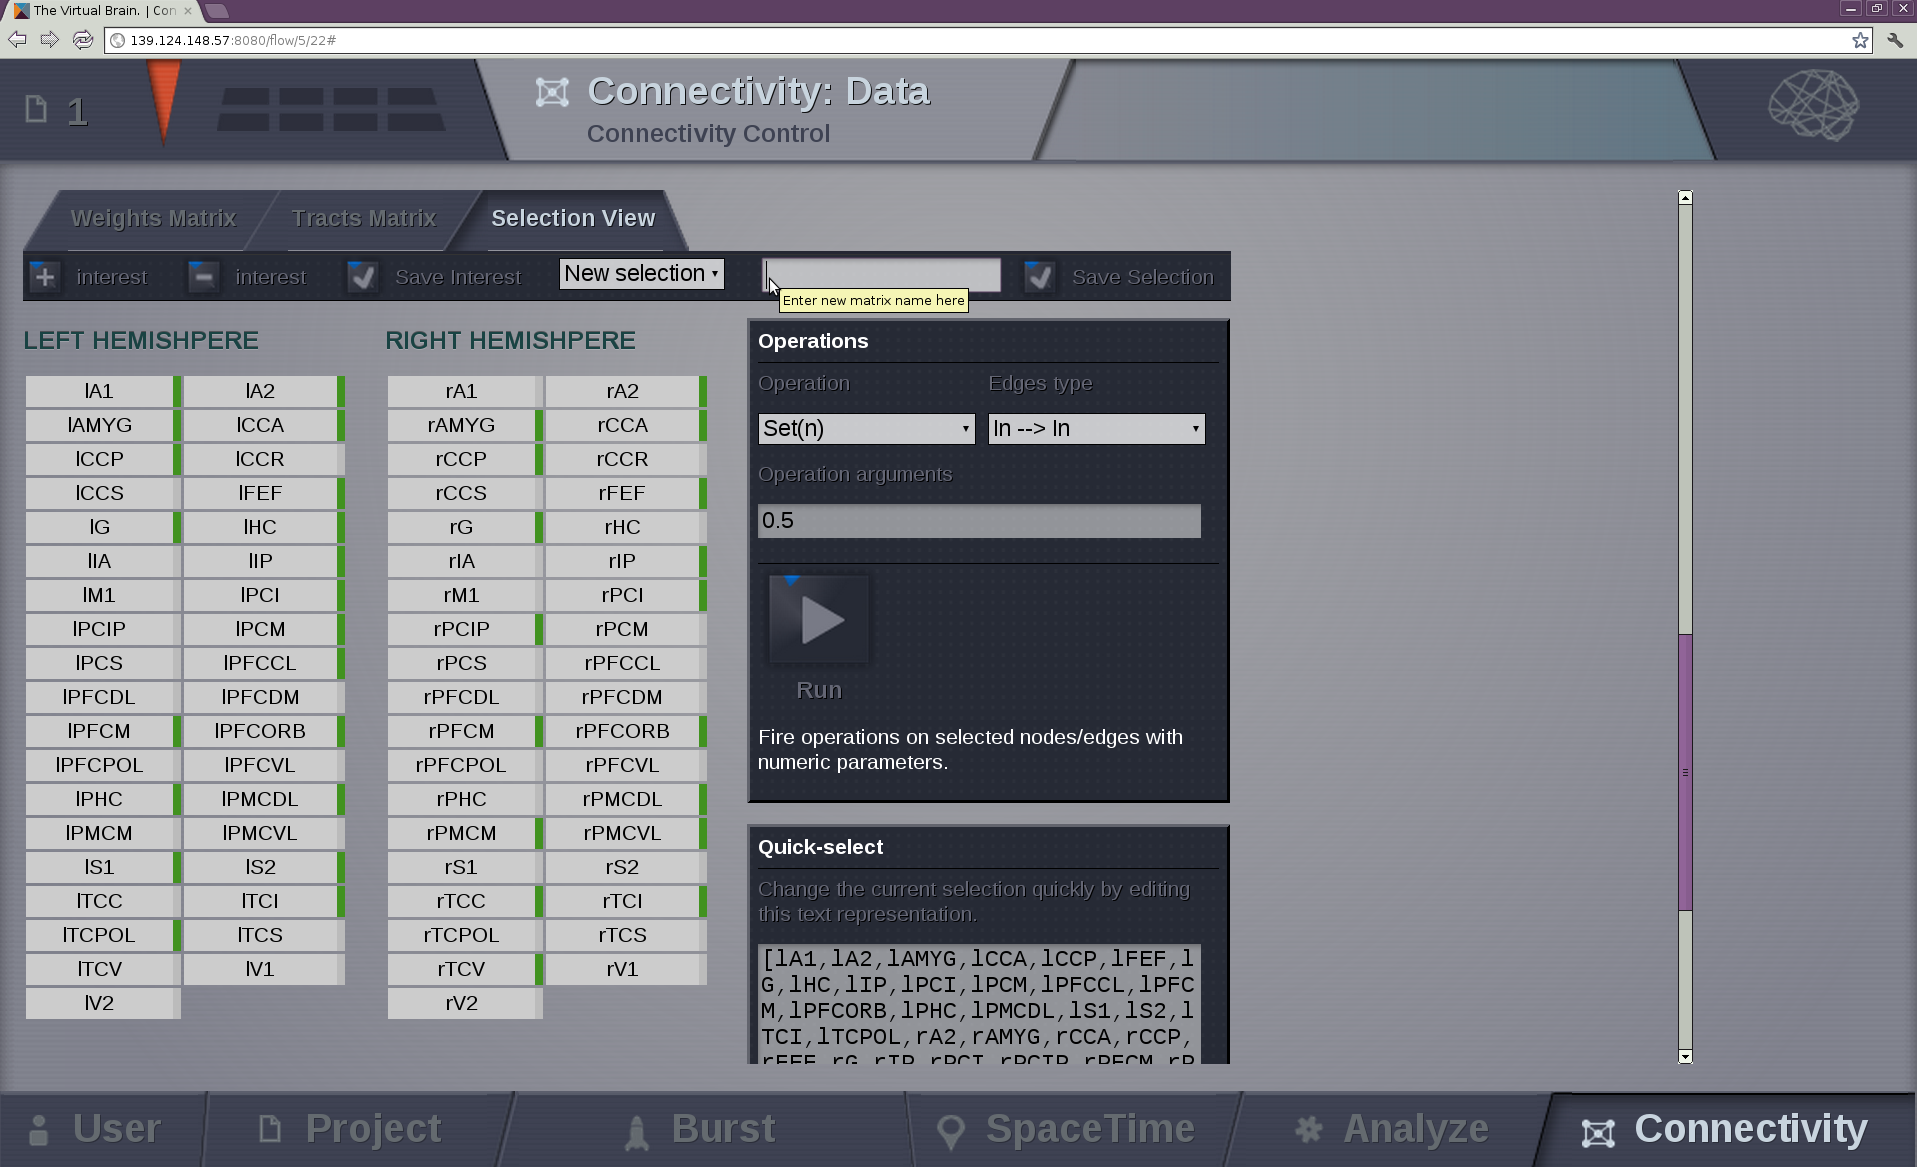 The Virtual Brain. | Con
139.124.148.57:8080/flow/5/22#
1
Connectivity: Data
Connectivity Control
Weights Matrix
Tracts Matrix
Selection View
interest
interest
Save Interest
New selection
Save Selection
Enter new matrix name here
LEFT HEMISHPERE
RIGHT HEMISHPERE
lA1 lA2 rA1 rA2
lAMYG lCCA rAMYG rCCA
lCCP lCCR rCCP rCCR
lCCS lFEF rCCS rFEF
lG lHC rG rHC
lIA lIP rIA rIP
lM1 lPCI rM1 rPCI
lPCIP lPCM rPCIP rPCM
lPCS lPFCCL rPCS rPFCCL
lPFCDL lPFCDM rPFCDL rPFCDM
lPFCM lPFCORB rPFCM rPFCORB
lPFCPOL lPFCVL rPFCPOL rPFCVL
lPHC lPMCDL rPHC rPMCDL
lPMCM lPMCVL rPMCM rPMCVL
lS1 lS2 rS1 rS2
lTCC lTCI rTCC rTCI
lTCPOL lTCS rTCPOL rTCS
lTCV lV1 rTCV rV1
lV2 rV2
Operations
Operation Edges type
Set(n) In --> In
Operation arguments
0.5
Run
Fire operations on selected nodes/edges with
numeric parameters.
Quick-select
Change the current selection quickly by editing
this text representation.
[lA1,lA2,lAMYG,lCCA,lCCP,lFEF,l
G,lHC,lIP,lPCI,lPCM,lPFCCL,lPFC
M,lPFCORB,lPHC,lPMCDL,lS1,lS2,l
TCI,lTCPOL,rA2,rAMYG,rCCA,rCCP,
rFEF,rG,rIP,rPCI,rPCIP,rPFCM,rP
User
Project
Burst
SpaceTime
Analyze
Connectivity